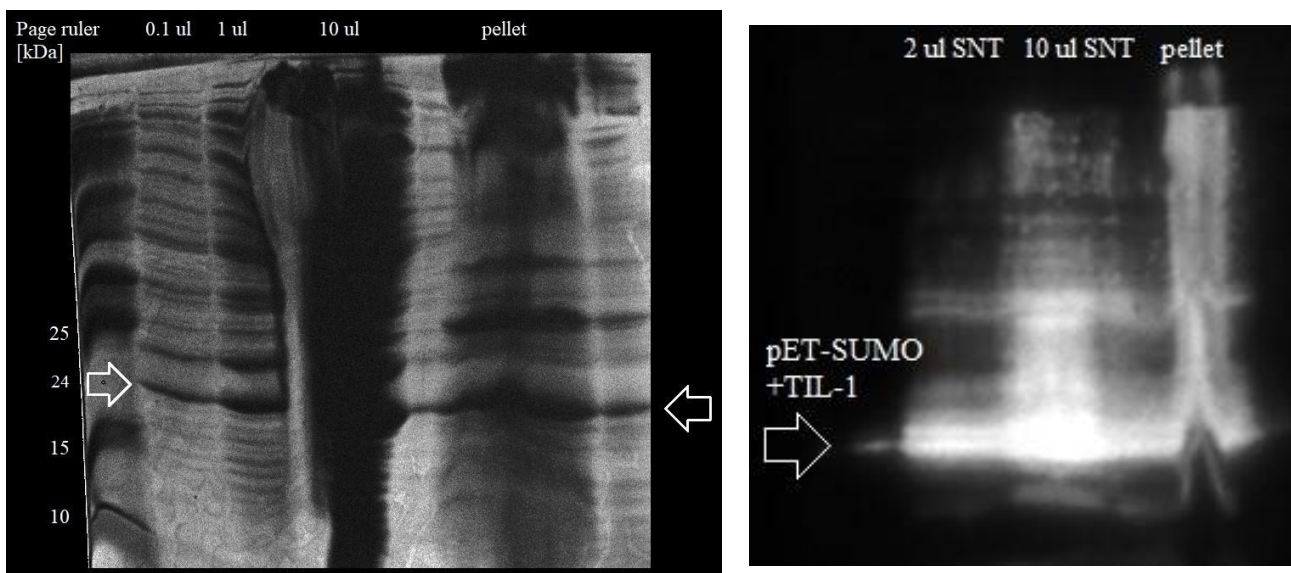 Page ruler 0.1 ul 1 ul 10 ul pellet
[kDa]
25
24
15
10
2 ul SNT 10 ul SNT pellet
pET-SUMO
+TIL-1